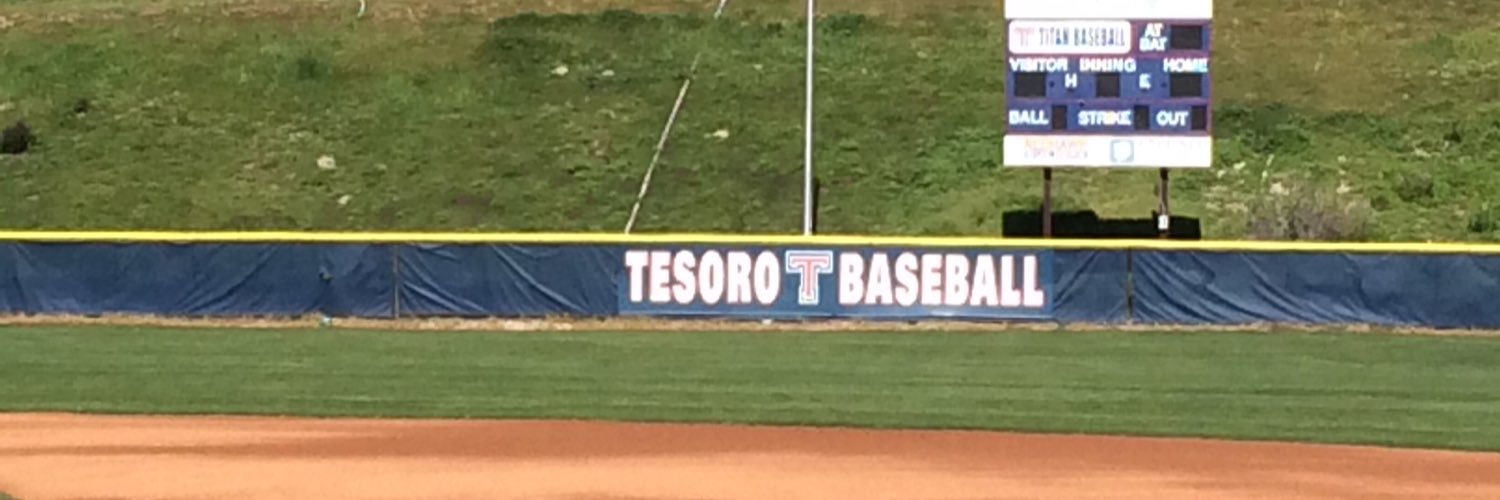 T TITAN BASEBALL AT BAT
VISITOR INNING HOME
H E
BALL STRIKE OUT
TESORO T BASEBALL